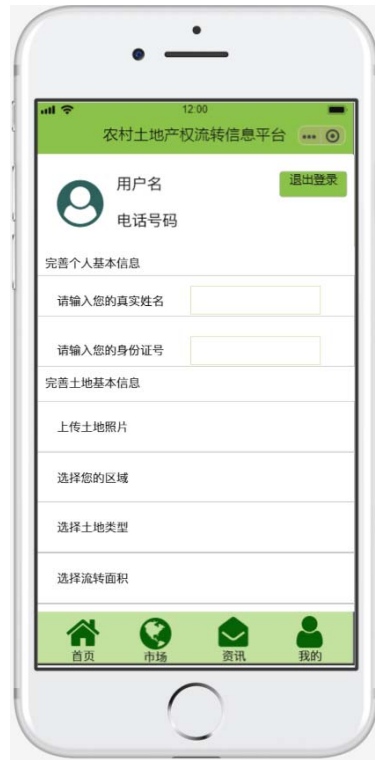 12:00
农村土地产权流转信息平台
用户名
退出登录
电话号码
完善个人基本信息
请输入您的真实姓名
请输入您的身份证号
完善土地基本信息
上传土地照片
选择您的区域
选择土地类型
选择流转面积
首页 市场 资讯 我的